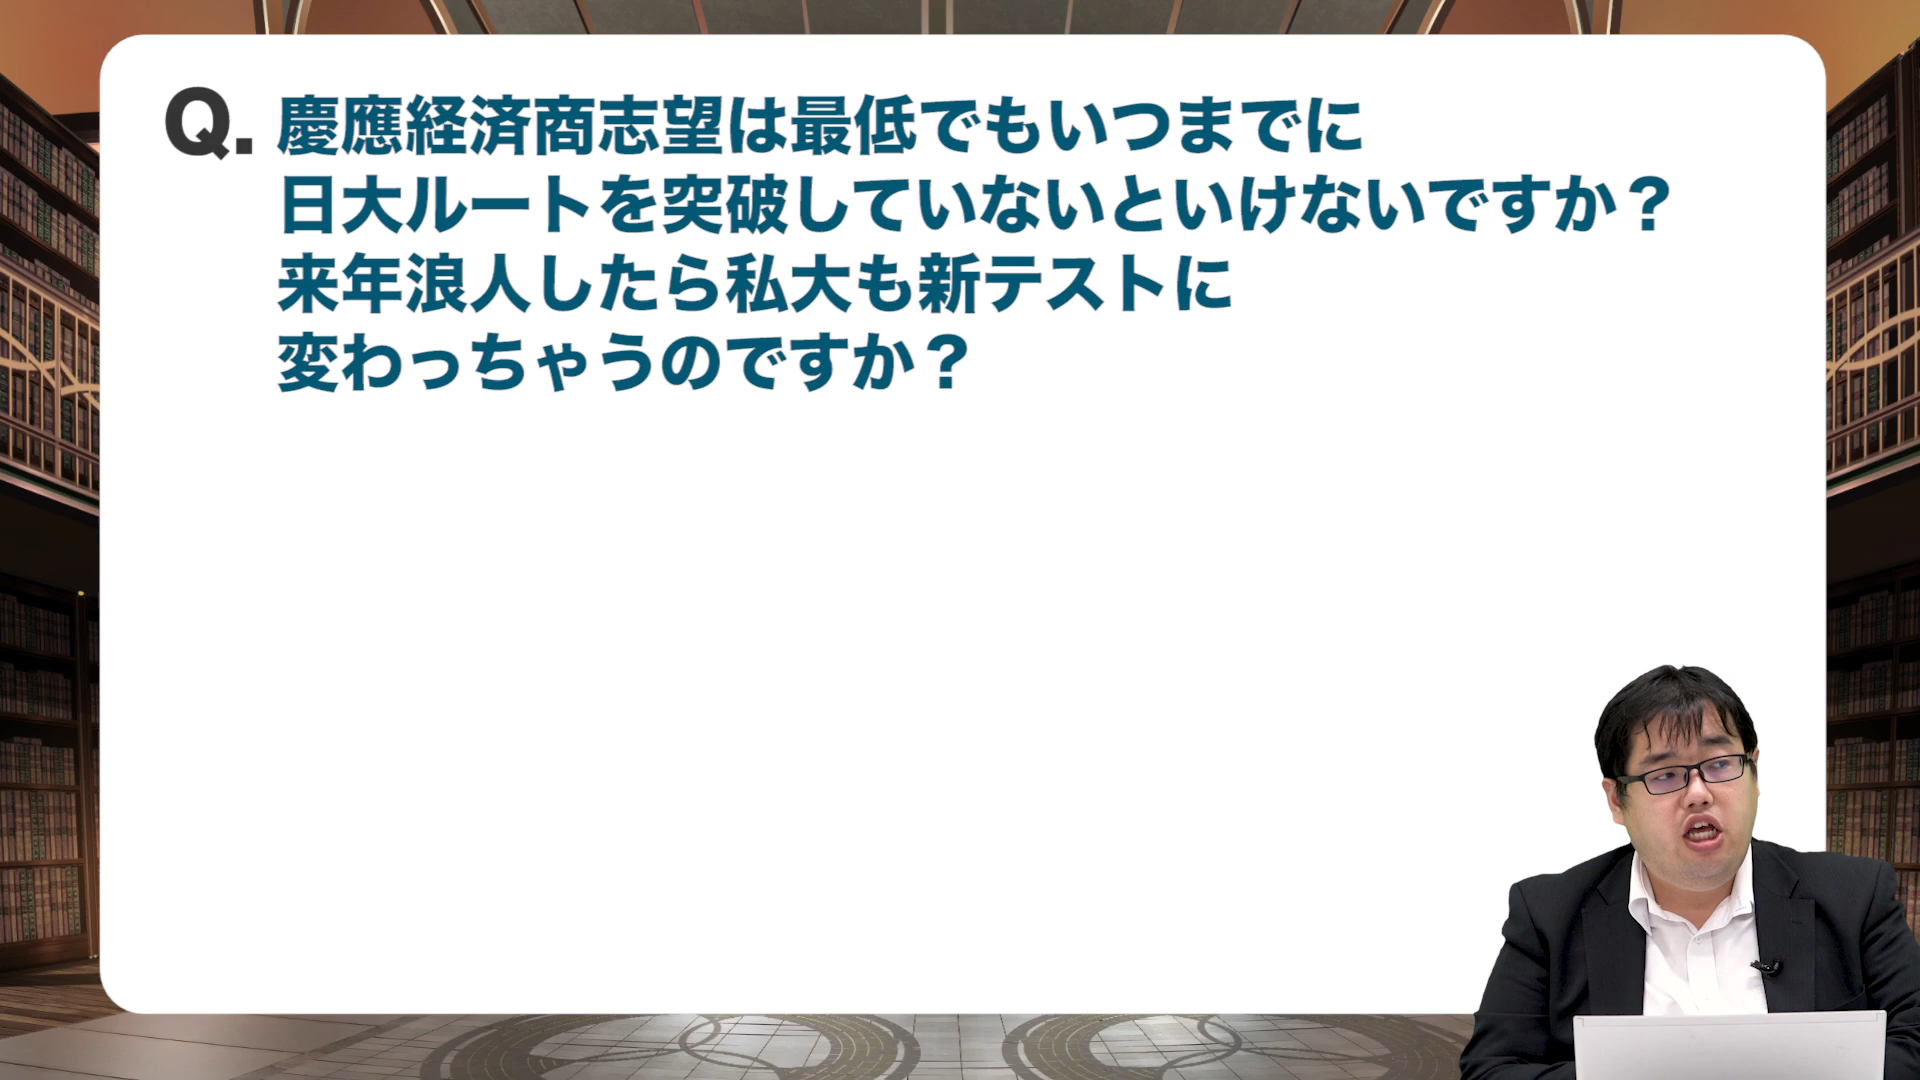 Q. 慶應経済商志望は最低でもいつまでに
日大ルートを突破していないといけないですか？
来年浪人したら私大も新テストに
変わっちゃうのですか？